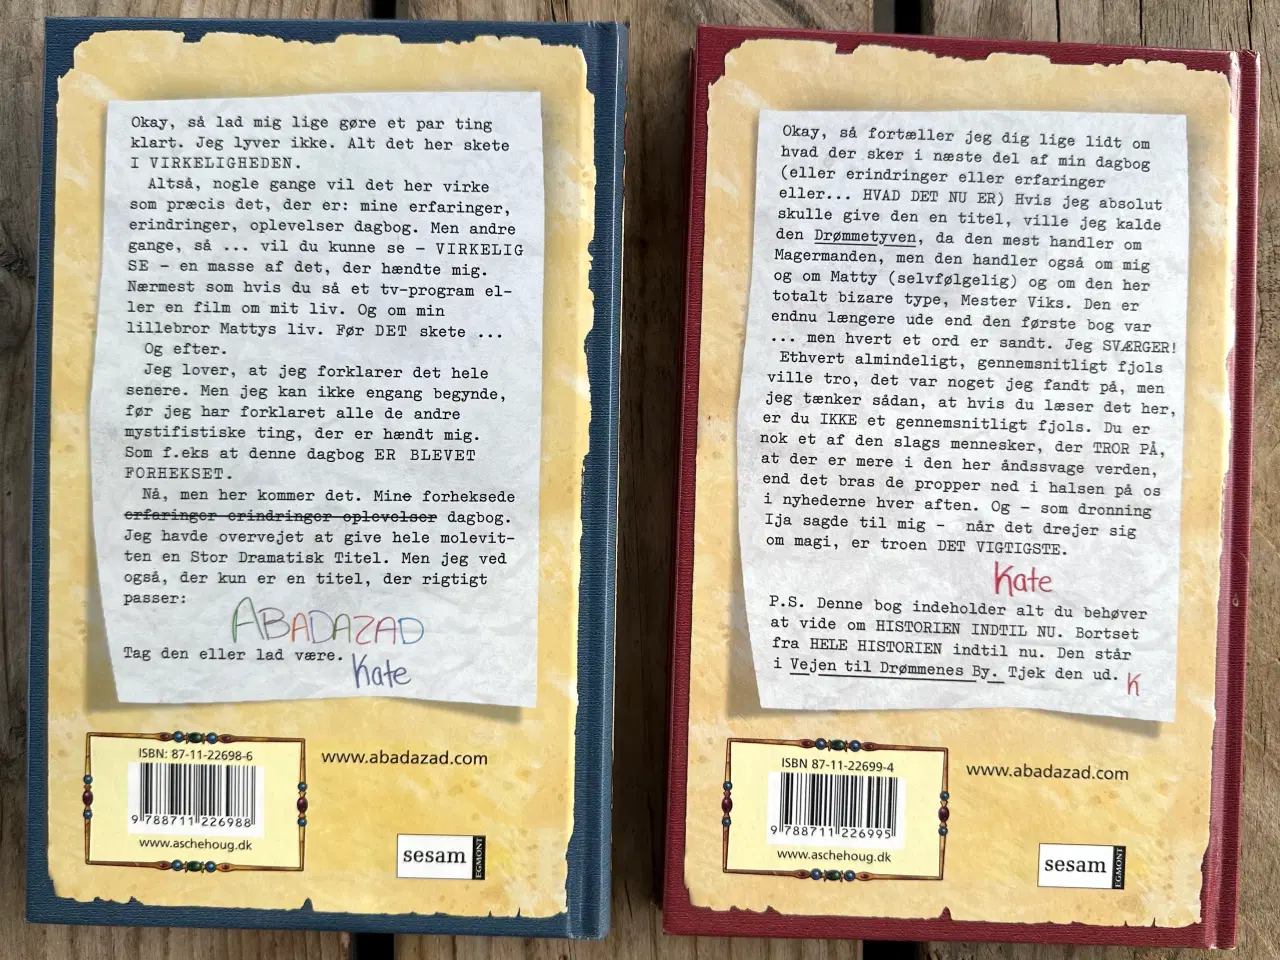 Okay, så lad mig lige gøre et par ting
klart. Jeg lyver ikke. Alt det her skete
I VIRKELIGHEDEN.
Altså, nogle gange vil det her virke
som præcis det, der er: mine erfaringer,
erindringer, oplevelser dagbog. Men andre
gange, så ... vil du kunne se - VIRKELIG
SE - en masse af det, der hændte mig.
Nærmest som hvis du så et tv-program el-
ler en film om mit liv. Og om min
lillebror Mattys liv. Før DET skete ...
Og efter.
Jeg lover, at jeg forklarer det hele
senere. Men jeg kan ikke engang begynde,
før jeg har forklaret alle de andre
mystifistiske ting, der er hændt mig.
Som f.eks at denne dagbog ER BLEVET
FORHEKSET.
Nå, men her kommer det. Mine forheksede
erfaringer erindringer oplevelser dagbog.
Jeg havde overvejet at give hele molevit-
ten en Stor Dramatisk Titel. Men jeg ved
også, der kun er en titel, der rigtigt
passer:
ABADAZAD
Tag den eller lad være.
Kate
ISBN: 87-11-22698-6
9 788711 226988
www.aschehoug.dk
www.abadazad.com
sesam
EGMONT
Okay, så fortæller jeg dig lige lidt om
hvad der sker i næste del af min dagbog
(eller erindringer eller erfaringer
eller... HVAD DET NU ER) Hvis jeg absolut
skulle give den en titel, ville jeg kalde
den Drømmetyven, da den mest handler om
Magermanden, men den handler også om mig
og om Matty (selvfølgelig) og om den her
totalt bizare type, Mester Viks. Den er
endnu længere ude end den første bog var
... men hvert et ord er sandt. Jeg SVÆRGER!
Ethvert almindeligt, gennemsnitligt fjols
ville tro, det var noget jeg fandt på, men
jeg tænker sådan, at hvis du læser det her,
er du IKKE et gennemsnitligt fjols. Du er
nok et af den slags mennesker, der TROR PÅ,
at der er mere i den her åndssvage verden,
end det bras de propper ned i halsen på os
i nyhederne hver aften. Og - som dronning
Ija sagde til mig - når det drejer sig
om magi, er troen DET VIGTIGSTE.
Kate
P.S. Denne bog indeholder alt du behøver
at vide om HISTORIEN INDTIL NU. Bortset
fra HELE HISTORIEN indtil nu. Den står
i Vejen til Drømmenes By. Tjek den ud.
K
ISBN 87-11-22699-4
9 788711 226995
www.aschehoug.dk
www.abadazad.com
sesam
EGMONT